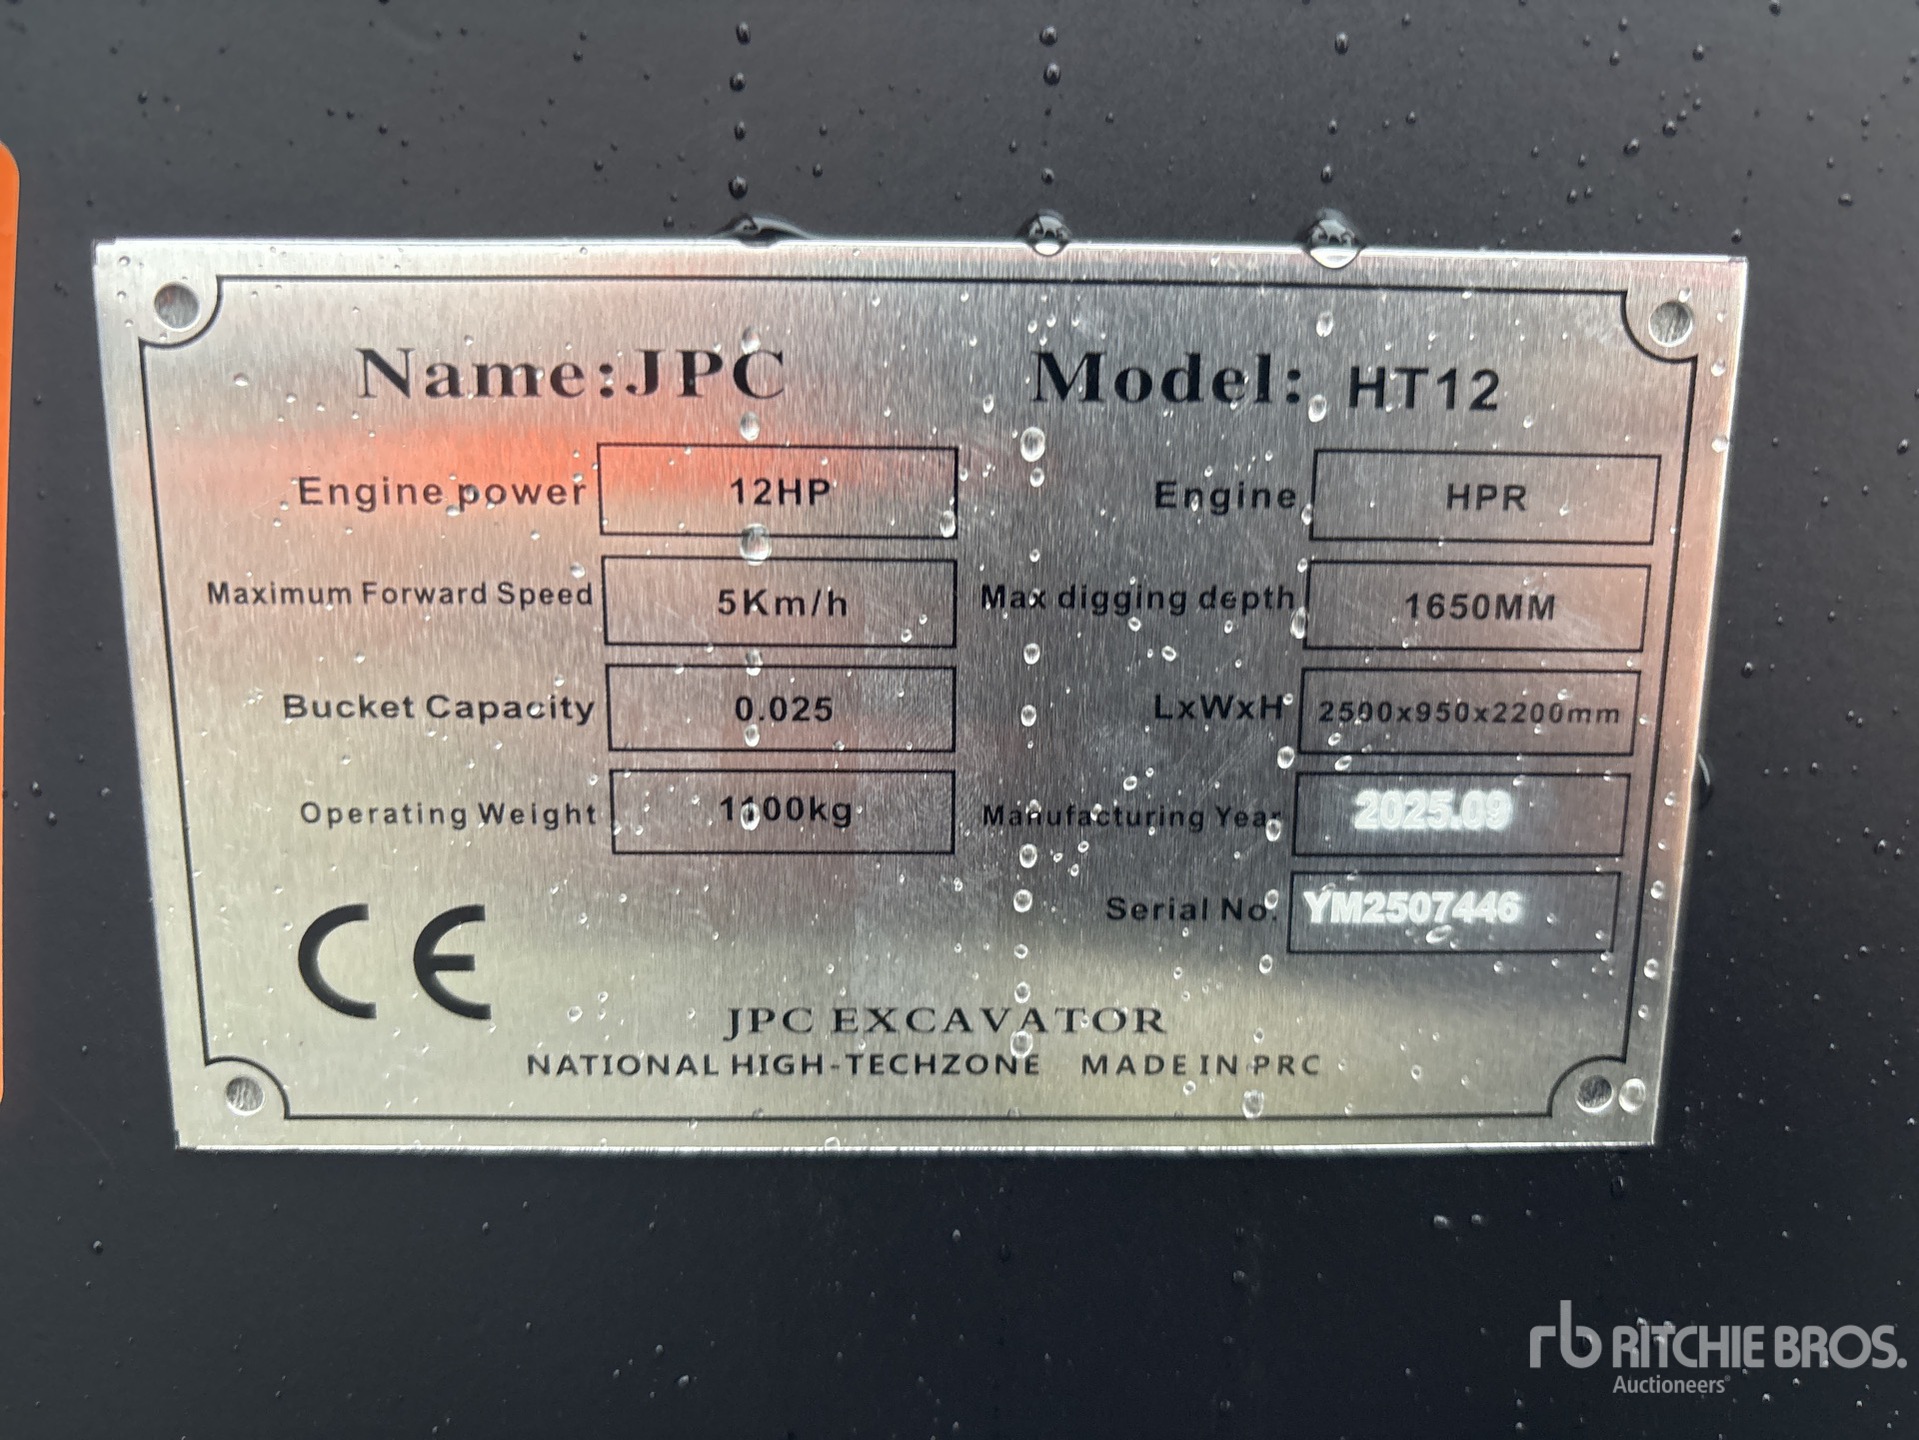 Name:JPC Model: HT12
Engine power 12HP Engine HPR
Maximum Forward Speed 5Km/h Max digging depth 1650MM
Bucket Capacity 0.025 LxWxH 2500x950x2200mm
Operating Weight 1100kg Manufacturing Year 2025.09
Serial No. YM2507446
CE
JPC EXCAVATOR
NATIONAL HIGH-TECHZONE MADE IN PRC
rb RITCHIE BROS.
Auctioneers®